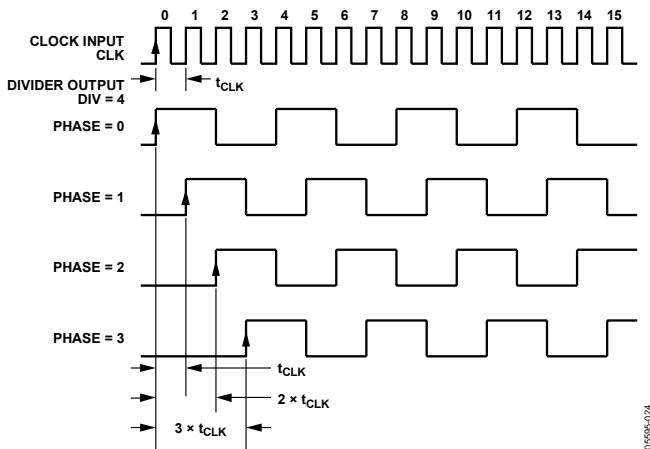 0 1 2 3 4 5 6 7 8 9 10 11 12 13 14 15
CLOCK INPUT
CLK
DIVIDER OUTPUT
DIV = 4
tCLK
PHASE = 0
PHASE = 1
PHASE = 2
PHASE = 3
tCLK
2 × tCLK
3 × tCLK
05595-024